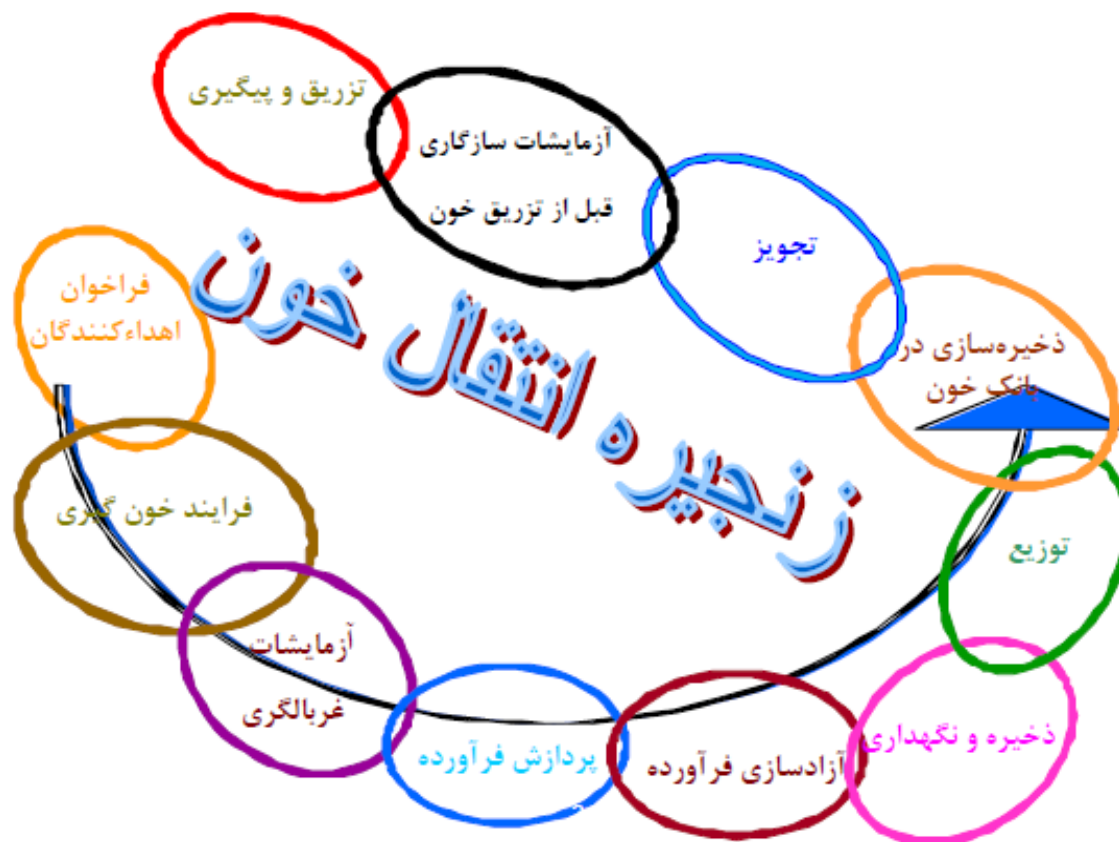 زنجیره انتقال خون
فراخوان
اهداءکنندگان
فرایند خون گیری
آزمایشات
غربالگری
پردازش فرآورده
آزادسازی فرآورده
ذخیره و نگهداری
توزیع
ذخیره‌سازی در
بانک خون
تجویز
آزمایشات سازگاری
قبل از تزریق خون
تزریق و پیگیری